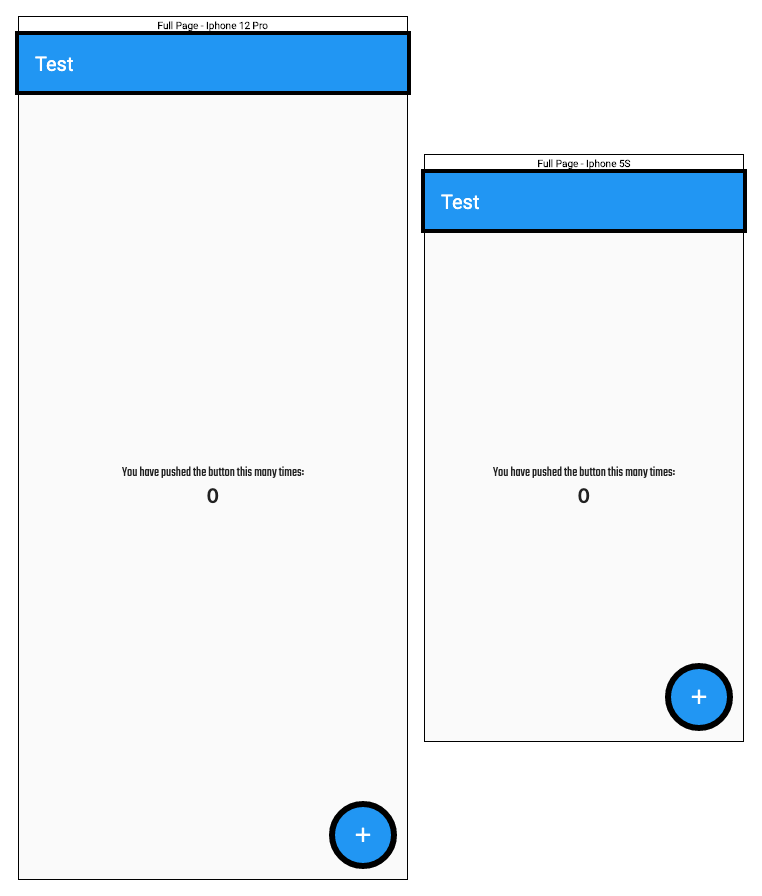 Full Page - Iphone 12 Pro
Test
You have pushed the button this many times:
0
+
Full Page - Iphone 5S
Test
You have pushed the button this many times:
0
+